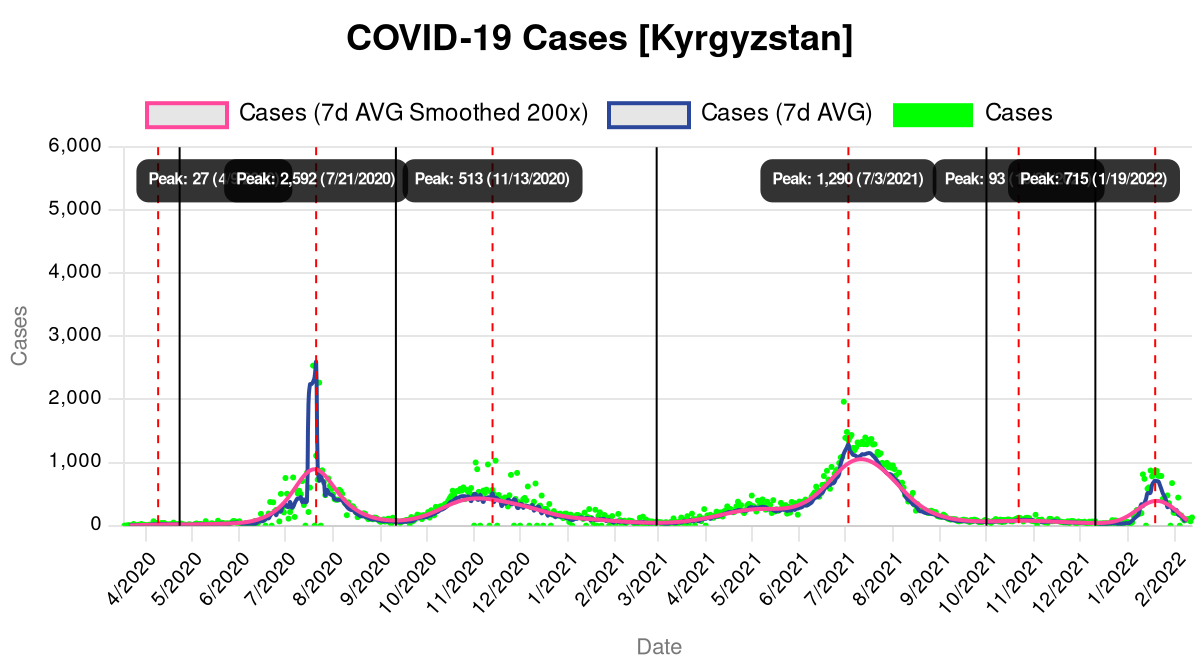 COVID-19 Cases [Kyrgyzstan]
Cases (7d AVG Smoothed 200x) Cases (7d AVG) Cases
6,000
Peak: 27 (4/ Peak: 2,592 (7/21/2020) Peak: 513 (11/13/2020) Peak: 1,290 (7/3/2021) Peak: 93 Peak: 715 (1/19/2022)
5,000
4,000
3,000
2,000
1,000
0
Cases
4/2020 5/2020 6/2020 7/2020 8/2020 9/2020 10/2020 11/2020 12/2020 1/2021 2/2021 3/2021 4/2021 5/2021 6/2021 7/2021 8/2021 9/2021 10/2021 11/2021 12/2021 1/2022 2/2022
Date